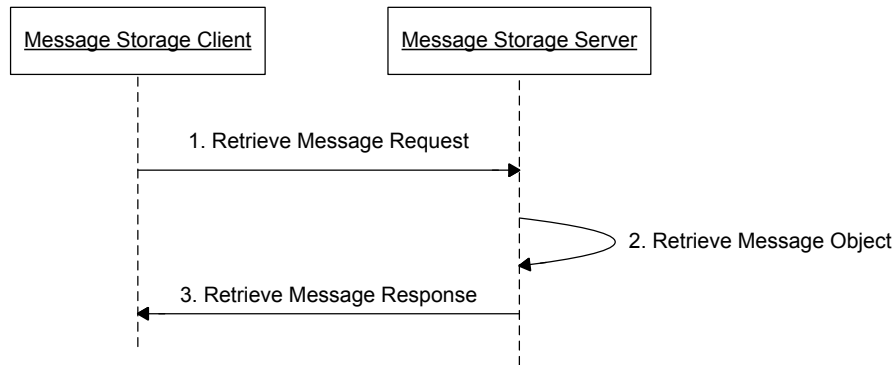 Message Storage Client
Message Storage Server
1. Retrieve Message Request
2. Retrieve Message Object
3. Retrieve Message Response